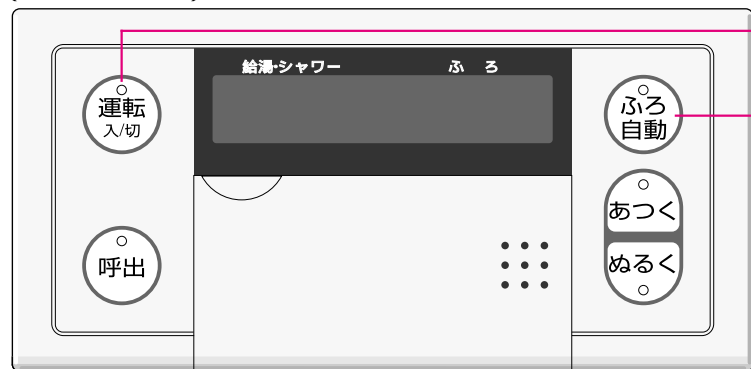 給湯・シャワー
ふ ろ
運転
入/切
ふろ
自動
呼出
あつく
ぬるく